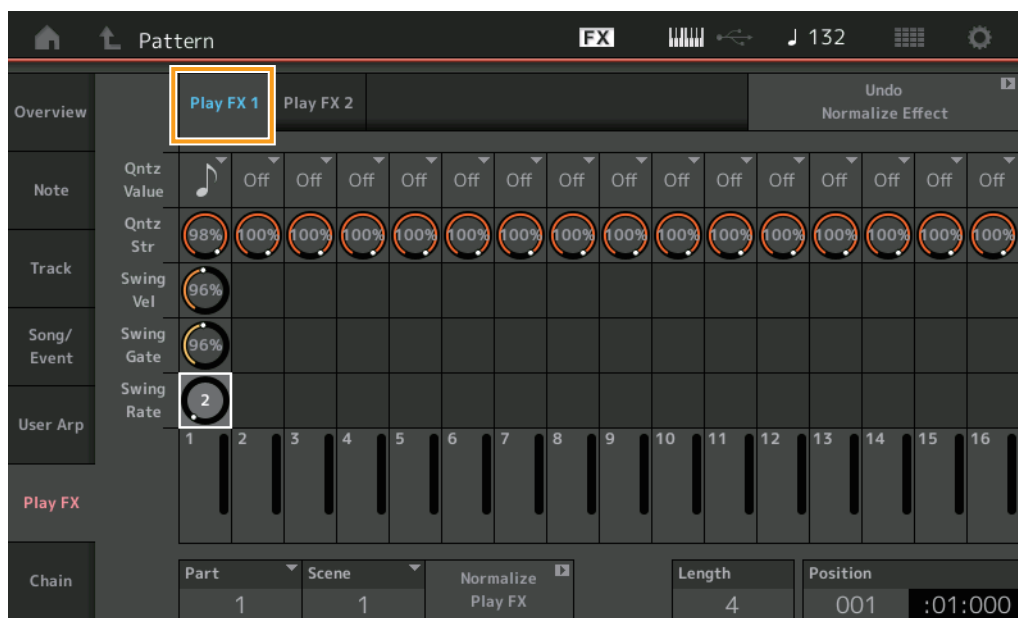 Pattern FX 132
Overview
Play FX 1 Play FX 2
Undo
Normalize Effect
Note
Qntz
Value
Off Off Off Off Off Off Off Off Off Off Off Off Off Off Off
Qntz
Str
98% 100% 100% 100% 100% 100% 100% 100% 100% 100% 100% 100% 100% 100% 100% 100%
Track
Swing
Vel
96%
Song/
Event
Swing
Gate
96%
Swing
Rate
2
User Arp
1 2 3 4 5 6 7 8 9 10 11 12 13 14 15 16
Play FX
Chain
Part Scene
Normalize
Play FX
Length Position
1 1 4 001 :01:000